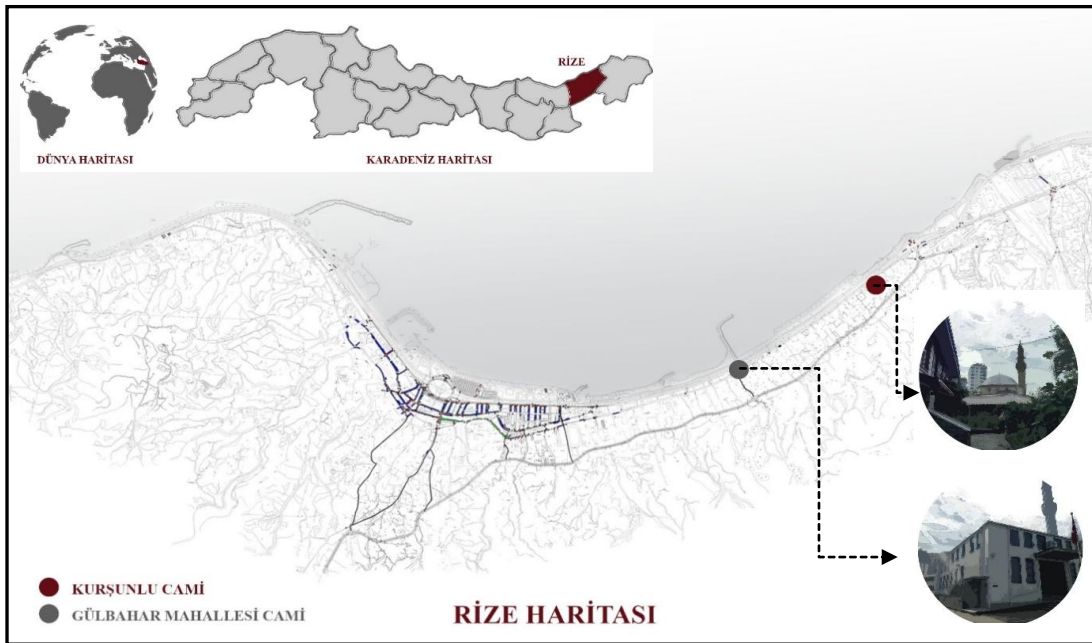 RİZE
DÜNYA HARİTASI
KARADENİZ HARİTASI
KURŞUNLU CAMİ
GÜLBAHAR MAHALLESİ CAMİ
RİZE HARİTASI